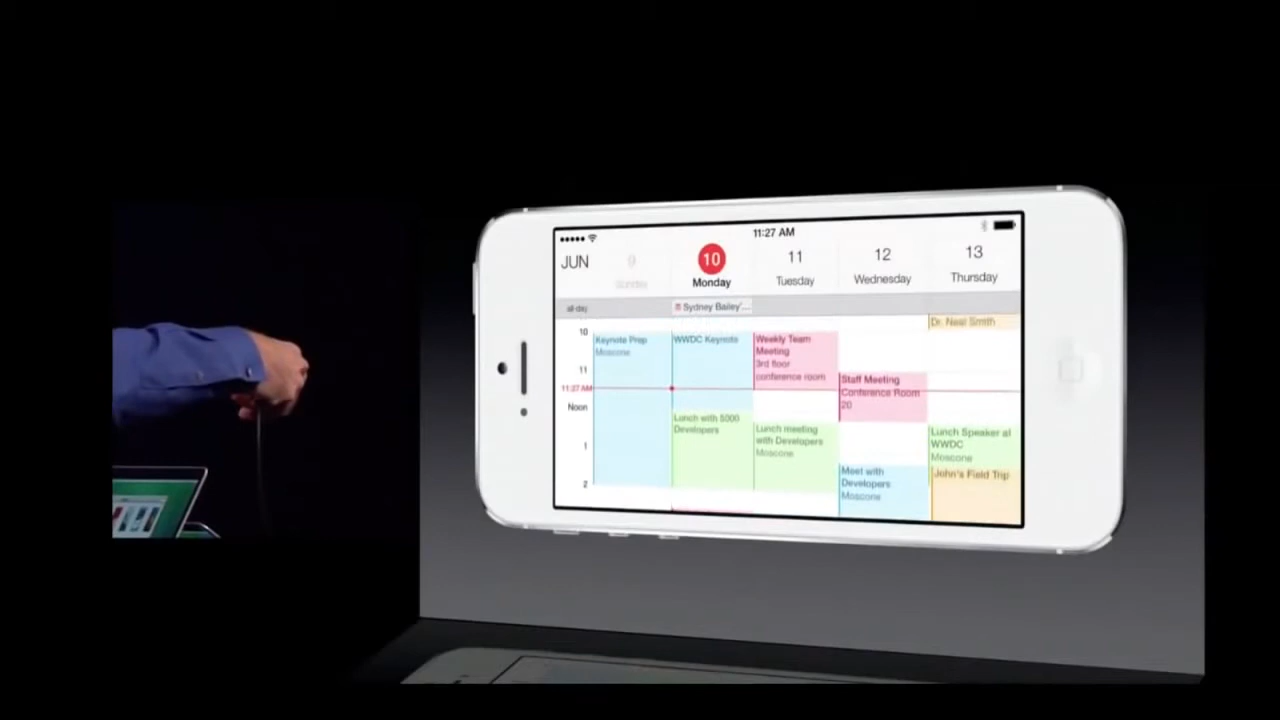 11:27 AM
JUN
9
Sunday
10
Monday
11
Tuesday
12
Wednesday
13
Thursday
all-day
Sydney Bailey'...
10
11
11:27 AM
Noon
1
2
Keynote Prep
Moscone
WWDC Keynote
Lunch with 5000
Developers
Weekly Team
Meeting
3rd floor
conference room
Lunch meeting
with Developers
Moscone
Staff Meeting
Conference Room
20
Meet with
Developers
Moscone
Dr. Neal Smith
Lunch Speaker at
WWDC
Moscone
John's Field Trip